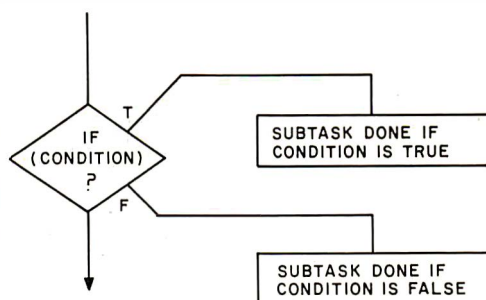 IF
(CONDITION)
?
T
SUBTASK DONE IF
CONDITION IS TRUE
F
SUBTASK DONE IF
CONDITION IS FALSE